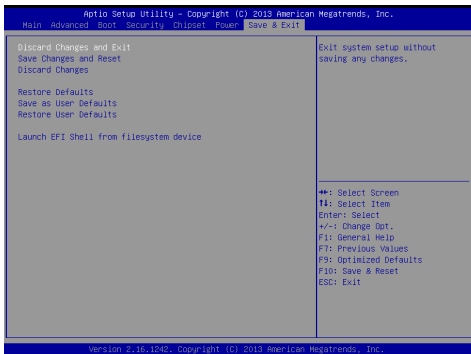 Aptio Setup Utility – Copyright (C) 2013 American Megatrends, Inc.
Main Advanced Boot Security Chipset Power Save & Exit
Discard Changes and Exit
Save Changes and Reset
Discard Changes
Restore Defaults
Save as User Defaults
Restore User Defaults
Launch EFI Shell from filesystem device
Exit system setup without
saving any changes.
→←: Select Screen
↑↓: Select Item
Enter: Select
+/-: Change Opt.
F1: General Help
F7: Previous Values
F9: Optimized Defaults
F10: Save & Reset
ESC: Exit
Version 2.16.1242. Copyright (C) 2013 American Megatrends, Inc.